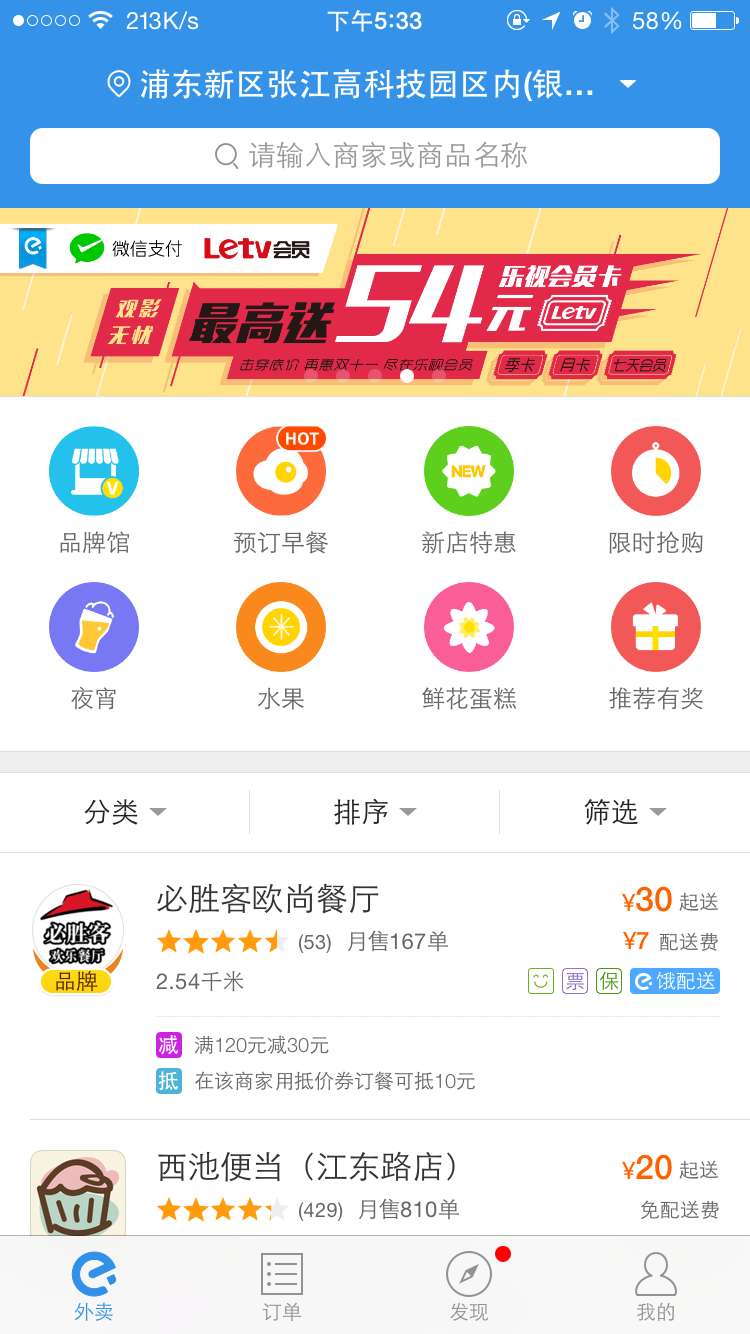 213K/s 下午5:33 58%
浦东新区张江高科技园区内(银...
请输入商家或商品名称
微信支付 Letv会员
观影无忧
最高送54元
乐视会员卡
Letv
击穿底价 再惠双十一 尽在乐视会员 季卡 月卡 七天会员
HOT
NEW
V
品牌馆 预订早餐 新店特惠 限时抢购
夜宵 水果 鲜花蛋糕 推荐有奖
分类 排序 筛选
必胜客
欢乐餐厅
品牌
必胜客欧尚餐厅 ¥30 起送
(53) 月售167单 ¥7 配送费
2.54千米 票 保 饿配送
减 满120元减30元
抵 在该商家用抵价券订餐可抵10元
西池便当（江东路店） ¥20 起送
(429) 月售810单 免配送费
外卖 订单 发现 我的